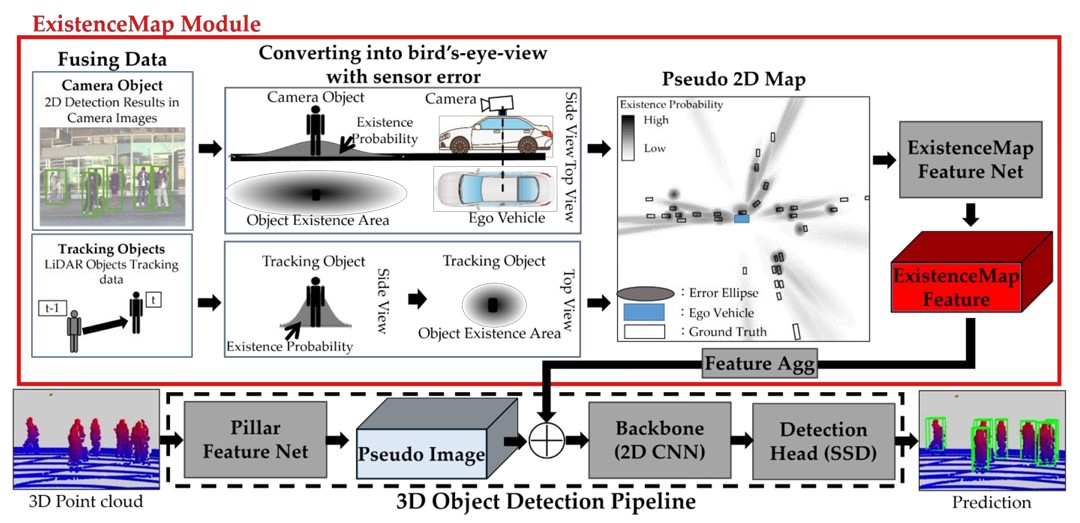 ExistenceMap Module
Fusing Data
Camera Object
2D Detection Results in
Camera Images
Tracking Objects
LiDAR Objects Tracking
data
t-1
t
Converting into bird's-eye-view
with sensor error
Camera Object
Existence
Probability
Camera
Side View
Top View
Object Existence Area
Ego Vehicle
Tracking Object
Side View
Existence Probability
Tracking Object
Top View
Object Existence Area
Pseudo 2D Map
Existence Probability
High
Low
: Error Ellipse
: Ego Vehicle
: Ground Truth
ExistenceMap
Feature Net
ExistenceMap
Feature
Feature Agg
3D Point cloud
Pillar
Feature Net
Pseudo Image
Backbone
(2D CNN)
Detection
Head (SSD)
Prediction
3D Object Detection Pipeline